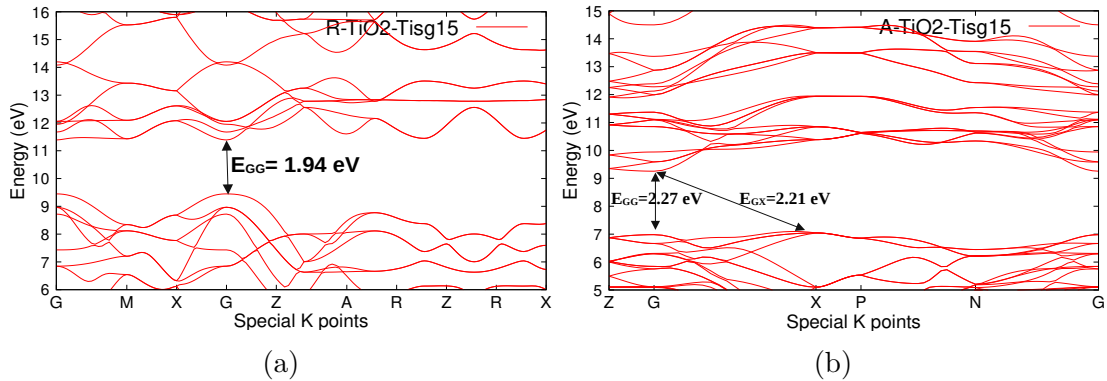 R-TiO2-Tisg15
Energy (eV)
16
15
14
13
12
11
10
9
8
7
6
EGG= 1.94 eV
G M X G Z A R Z R X
Special K points
(a)
A-TiO2-Tisg15
Energy (eV)
15
14
13
12
11
10
9
8
7
6
5
EGG=2.27 eV
EGX=2.21 eV
Z G X P N G
Special K points
(b)